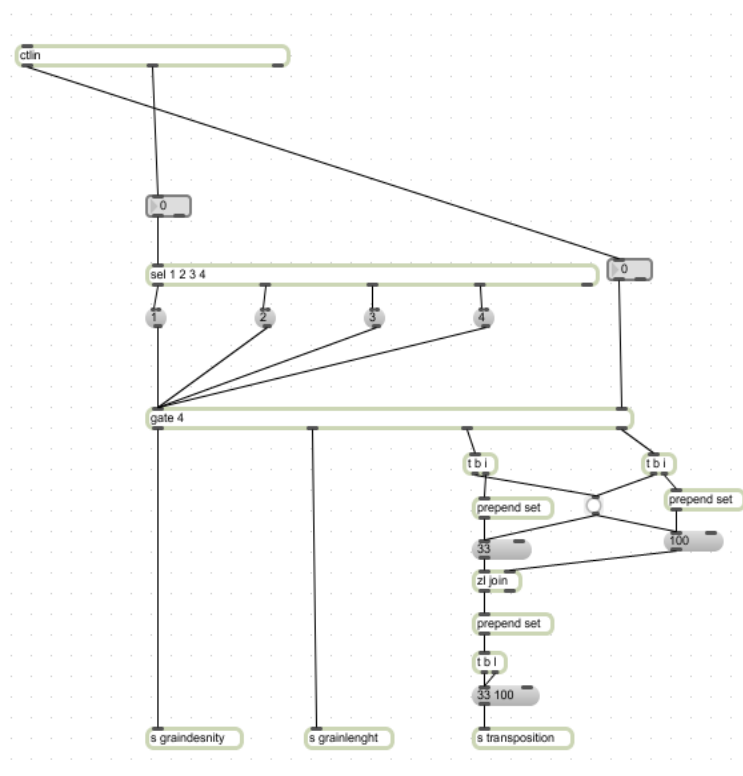 ctlin
0
sel 1 2 3 4
0
1
2
3
4
gate 4
t b i
t b i
prepend set
prepend set
33
100
zl join
prepend set
t b l
33 100
s graindesnity
s grainlenght
s transposition